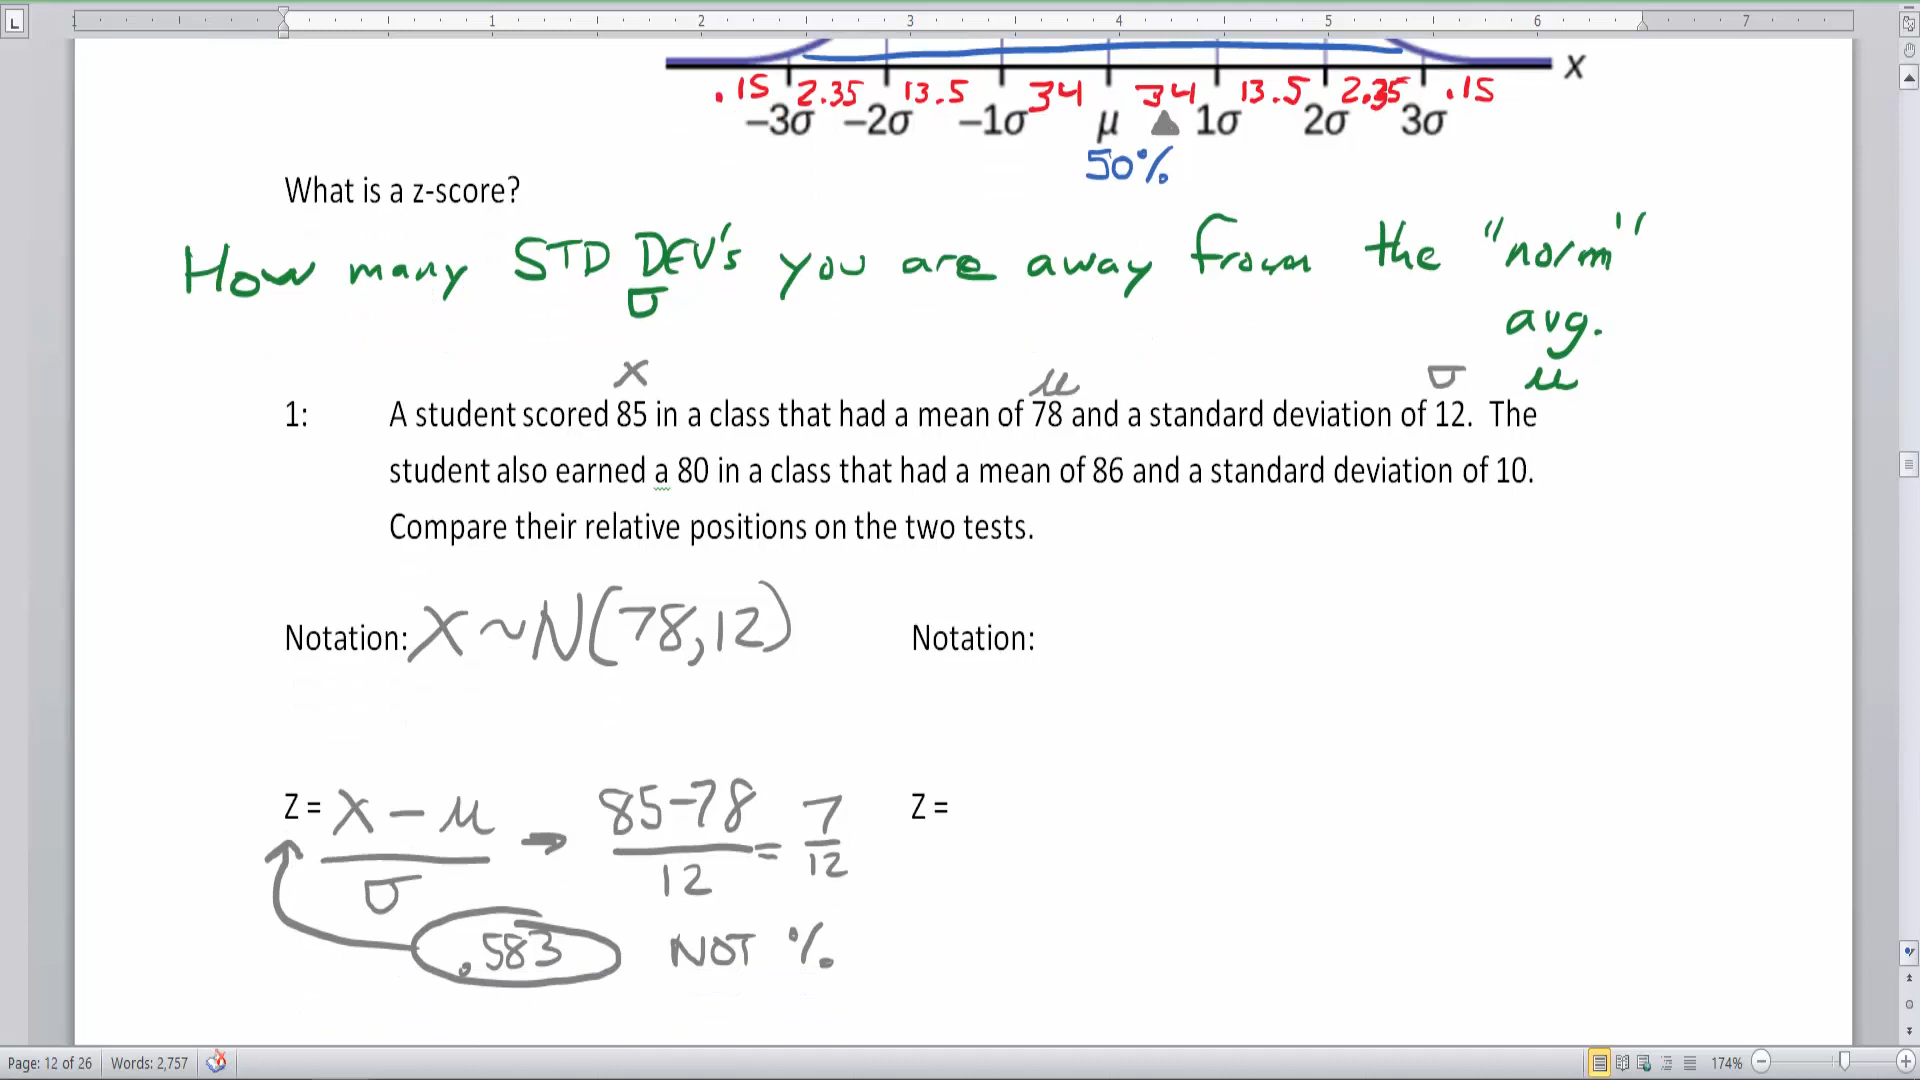 L 1 1 2 3 4 5 6 7
x
.15 2.35 13.5 34 34 13.5 2.35 .15
−3σ −2σ −1σ μ 1σ 2σ 3σ
50%
What is a z-score?
How many STD DEV's you are away from the "norm"
σ
avg.
x μ σ μ
1: A student scored 85 in a class that had a mean of 78 and a standard deviation of 12. The
student also earned a 80 in a class that had a mean of 86 and a standard deviation of 10.
Compare their relative positions on the two tests.
Notation: X~N(78,12) Notation:
Z = x − μ → 85−78 = 7 Z =
σ 12 12
.583 NOT %
Page: 12 of 26 Words: 2,757 174%